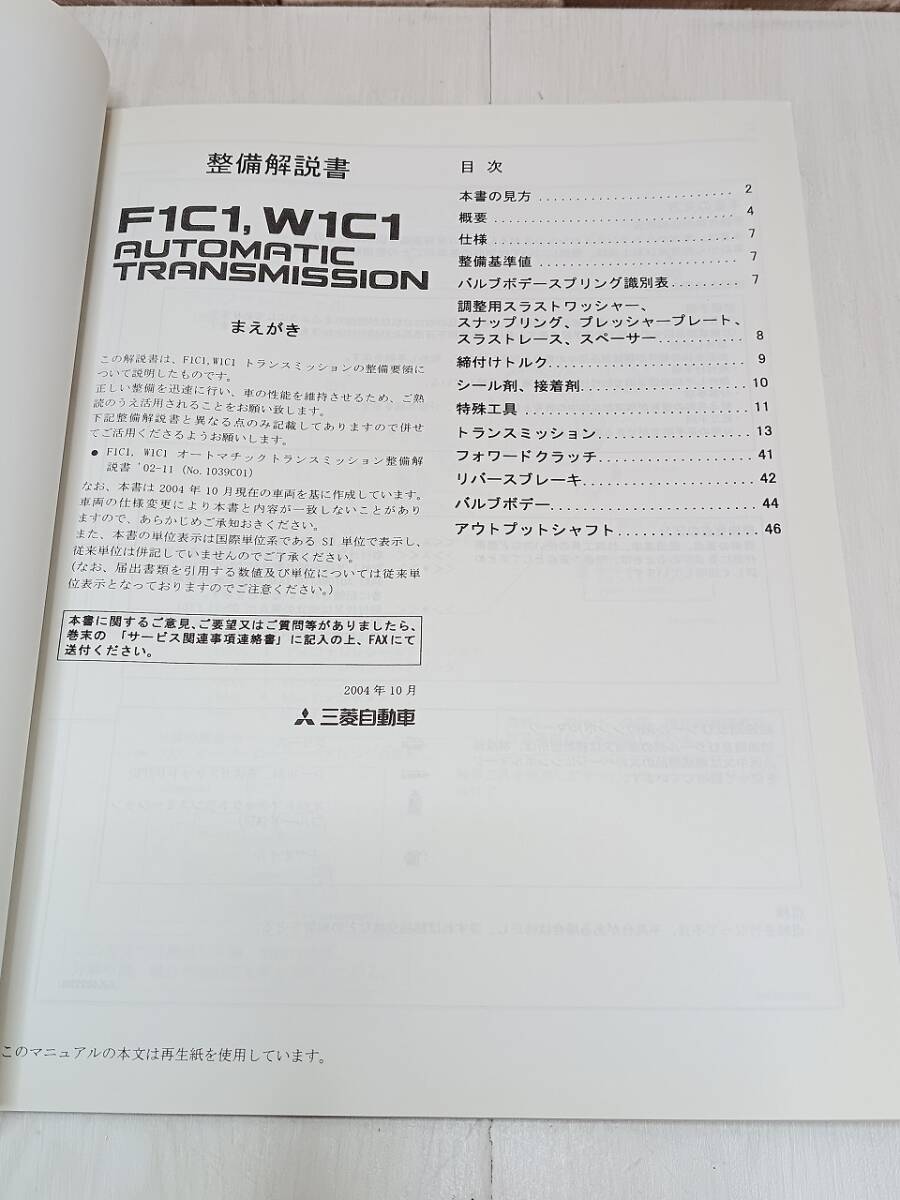 整備解説書
F1C1, W1C1
AUTOMATIC
TRANSMISSION
まえがき
この解説書は、F1C1,W1C1 トランスミッションの整備要領に
ついて説明したものです。
正しい整備を迅速に行い、車の性能を維持させるため、ご熟
読のうえ活用されることをお願い致します。
下記整備解説書と異なる点のみ記載してありますので併せ
てご活用くださるようお願いします。
● F1C1, W1C1 オートマチックトランスミッション整備解
説書 '02-11 (No.1039C01)
なお、本書は 2004 年 10 月現在の車両を基に作成しています。
車両の仕様変更により本書と内容が一致しないことがあり
ますので、あらかじめご承知おきください。
また、本書の単位表示は国際単位系である SI 単位で表示し、
従来単位は併記していませんのでご了承ください。
(なお、届出書類を引用する数値及び単位については従来単
位表示となっておりますのでご注意ください。)
本書に関するご意見、ご要望又はご質問等がありましたら、
巻末の 「サービス関連事項連絡書」に記入の上、FAXにて
送付ください。
2004 年 10 月
三菱自動車
目 次
本書の見方 .......................... 2
概要 ................................ 4
仕様 ................................ 7
整備基準値 .......................... 7
バルブボデースプリング識別表......... 7
調整用スラストワッシャー、
スナップリング、プレッシャープレート、
スラストレース、スペーサー........... 8
締付けトルク......................... 9
シール剤、接着剤..................... 10
特殊工具 ............................ 11
トランスミッション................... 13
フォワードクラッチ................... 41
リバースブレーキ..................... 42
バルブボデー......................... 44
アウトプットシャフト................. 46
このマニュアルの本文は再生紙を使用しています。